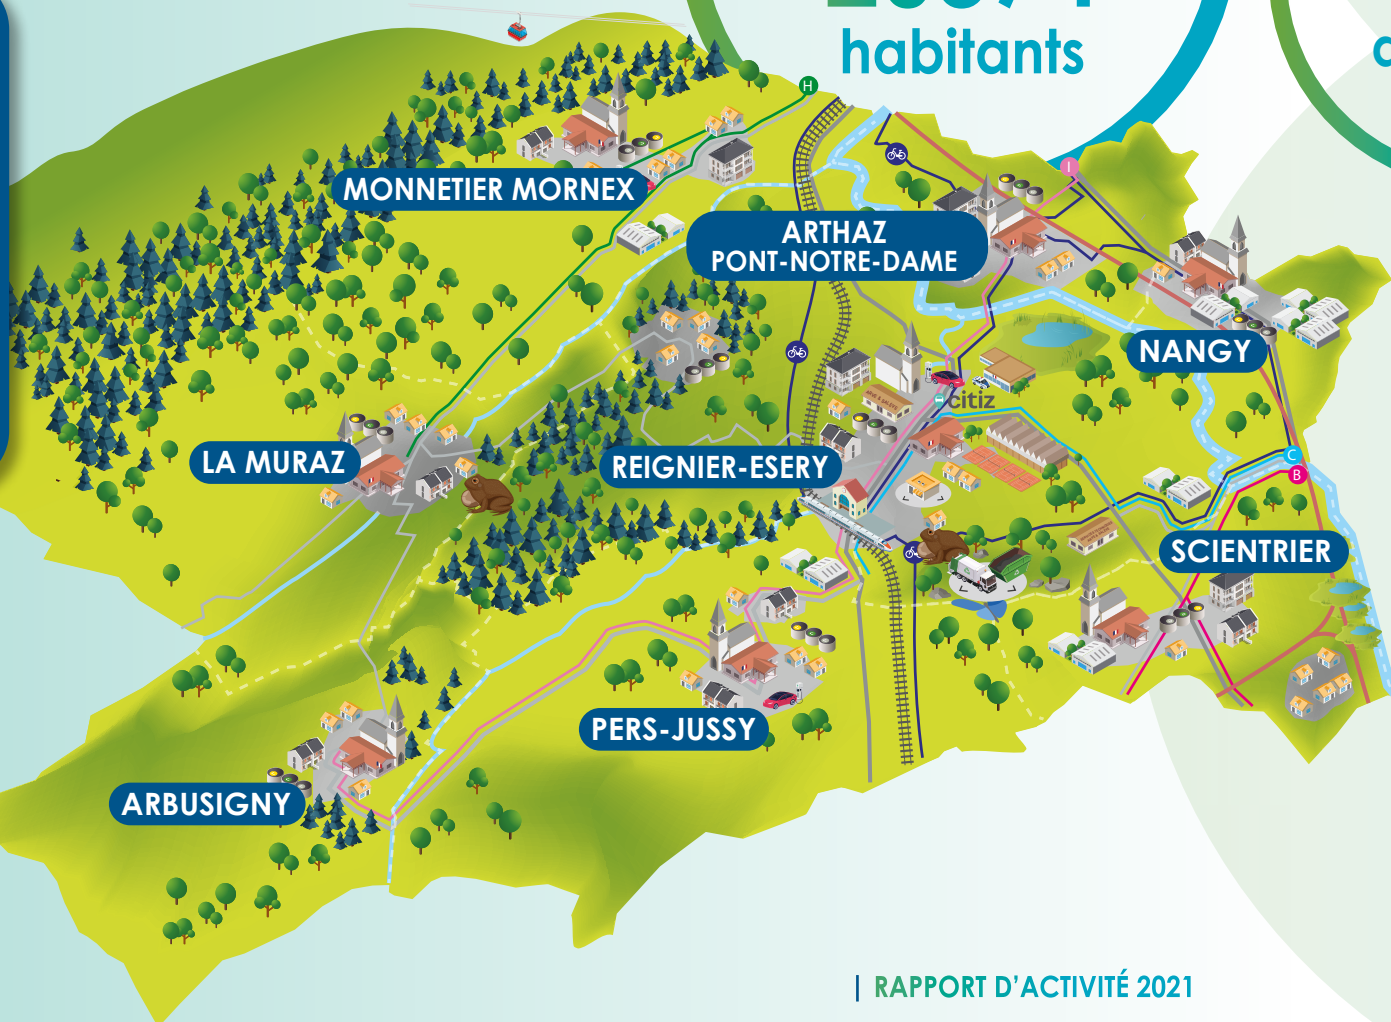 habitants
H
MONNETIER MORNEX
I
ARTHAZ
PONT-NOTRE-DAME
NANGY
citiz
LA MURAZ
REIGNIER-ESERY
C
B
SCIENTRIER
PERS-JUSSY
ARBUSIGNY
| RAPPORT D'ACTIVITÉ 2021